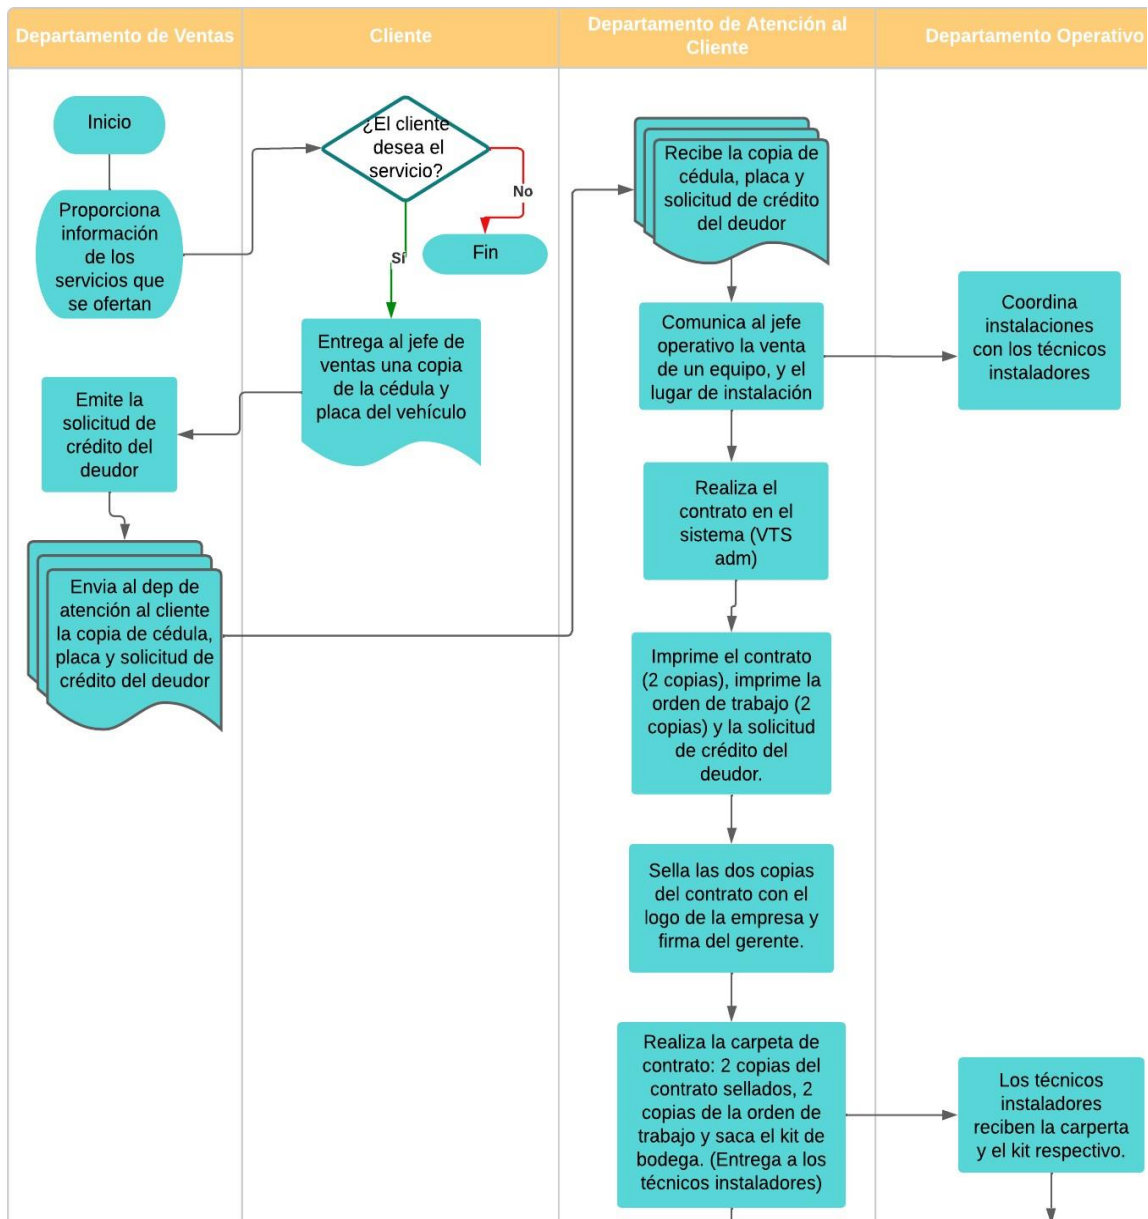 Departamento de Ventas
Cliente
Departamento de Atención al
Cliente
Departamento Operativo
Inicio
Proporciona
información
de los
servicios que
se ofertan
¿El cliente
desea el
servicio?
No
Fin
Sí
Entrega al jefe de
ventas una copia
de la cédula y
placa del vehículo
Emite la
solicitud de
crédito del
deudor
Envia al dep de
atención al cliente
la copia de cédula,
placa y solicitud de
crédito del deudor
Recibe la copia de
cédula, placa y
solicitud de crédito
del deudor
Comunica al jefe
operativo la venta
de un equipo, y el
lugar de instalación
Coordina
instalaciones
con los técnicos
instaladores
Realiza el
contrato en el
sistema (VTS
adm)
Imprime el contrato
(2 copias), imprime la
orden de trabajo (2
copias) y la solicitud
de crédito del
deudor.
Sella las dos copias
del contrato con el
logo de la empresa y
firma del gerente.
Realiza la carpeta de
contrato: 2 copias del
contrato sellados, 2
copias de la orden de
trabajo y saca el kit de
bodega. (Entrega a los
técnicos instaladores)
Los técnicos
instaladores
reciben la carperta
y el kit respectivo.